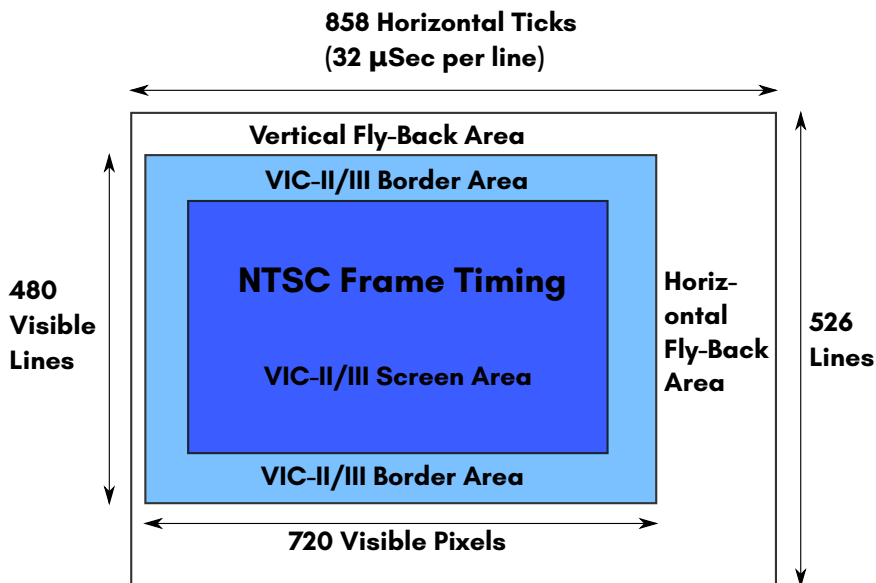 858 Horizontal Ticks
(32 µSec per line)
Vertical Fly-Back Area
VIC-II/III Border Area
NTSC Frame Timing
480
Visible
Lines
Horiz-
ontal
Fly-Back
Area
526
Lines
VIC-II/III Screen Area
VIC-II/III Border Area
720 Visible Pixels